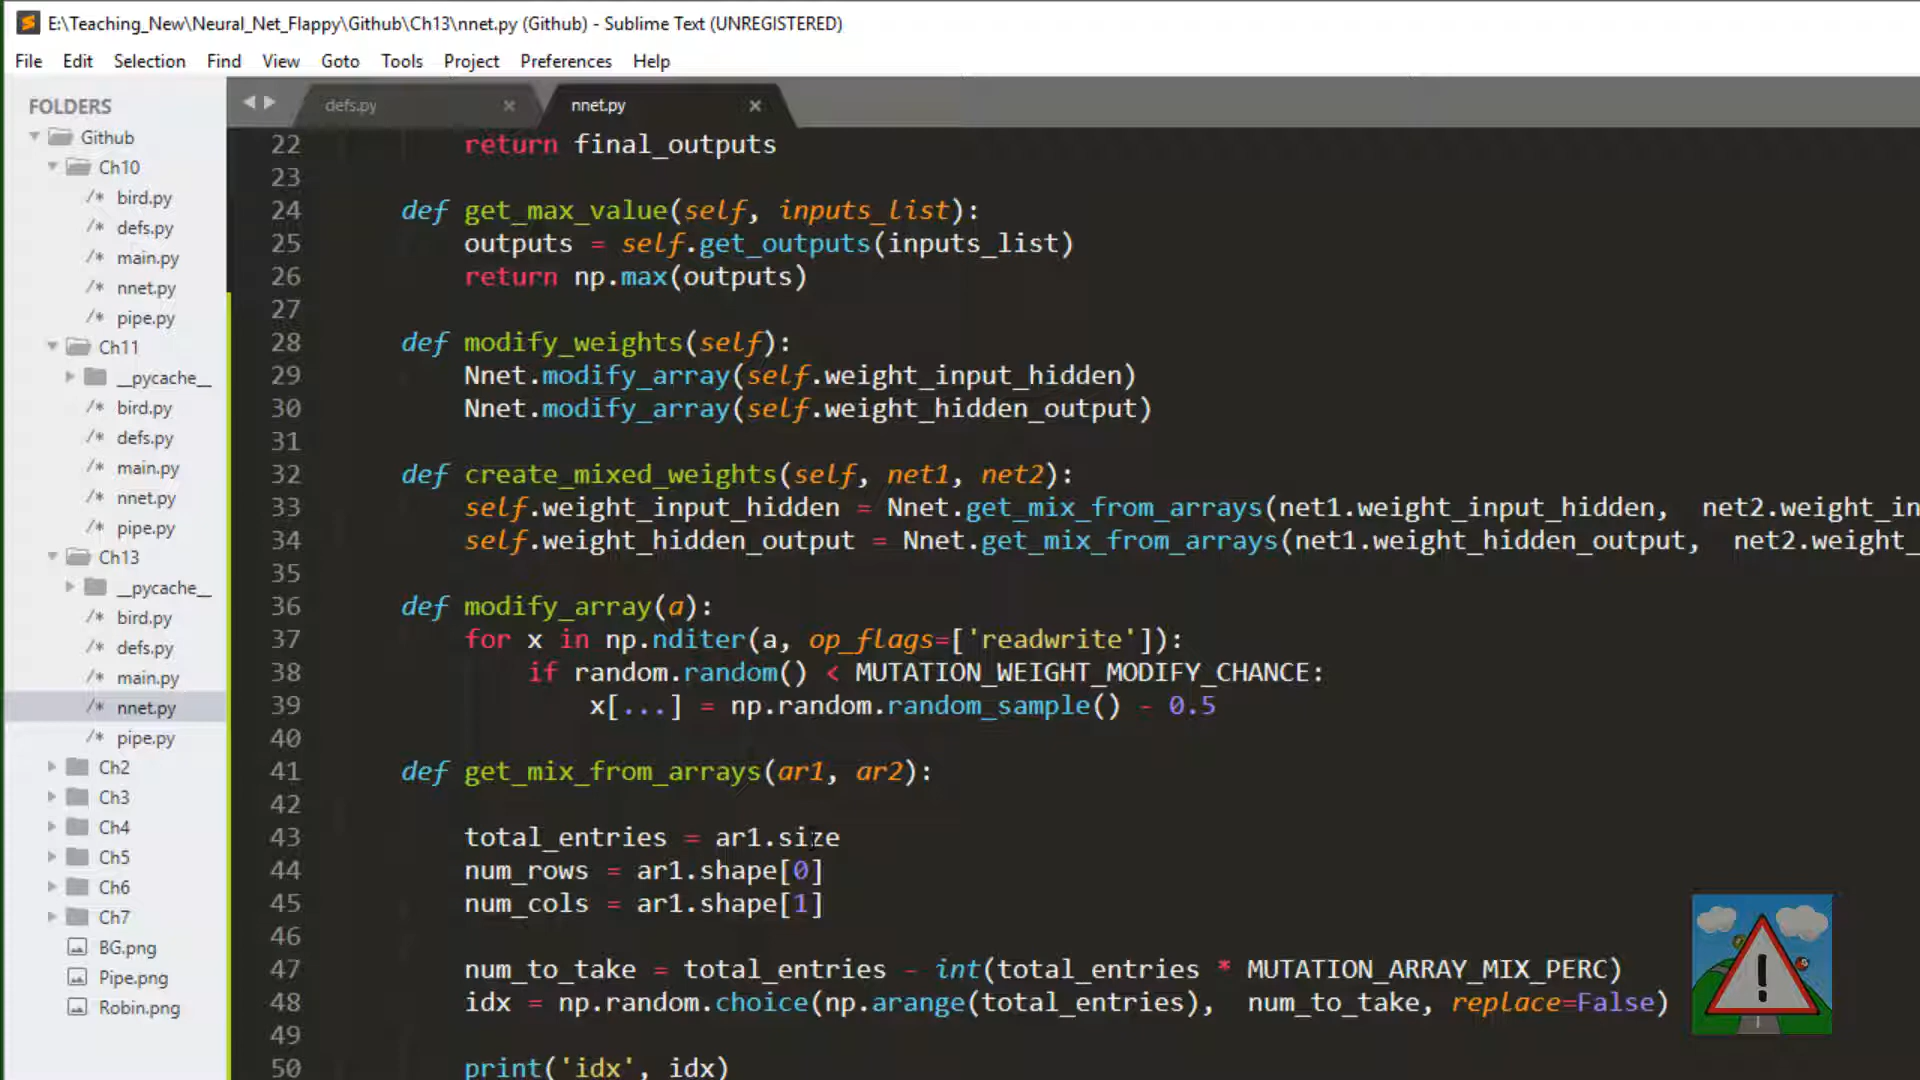 E:\Teaching_New\Neural_Net_Flappy\Github\Ch13\nnet.py (Github) - Sublime Text (UNREGISTERED)
File Edit Selection Find View Goto Tools Project Preferences Help
FOLDERS
Github
Ch10
/* bird.py
/* defs.py
/* main.py
/* nnet.py
/* pipe.py
Ch11
__pycache__
/* bird.py
/* defs.py
/* main.py
/* nnet.py
/* pipe.py
Ch13
__pycache__
/* bird.py
/* defs.py
/* main.py
/* nnet.py
/* pipe.py
Ch2
Ch3
Ch4
Ch5
Ch6
Ch7
BG.png
Pipe.png
Robin.png
defs.py × nnet.py ×
22 return final_outputs
23
24 def get_max_value(self, inputs_list):
25 outputs = self.get_outputs(inputs_list)
26 return np.max(outputs)
27
28 def modify_weights(self):
29 Nnet.modify_array(self.weight_input_hidden)
30 Nnet.modify_array(self.weight_hidden_output)
31
32 def create_mixed_weights(self, net1, net2):
33 self.weight_input_hidden = Nnet.get_mix_from_arrays(net1.weight_input_hidden, net2.weight_in
34 self.weight_hidden_output = Nnet.get_mix_from_arrays(net1.weight_hidden_output, net2.weight_
35
36 def modify_array(a):
37 for x in np.nditer(a, op_flags=['readwrite']):
38 if random.random() < MUTATION_WEIGHT_MODIFY_CHANCE:
39 x[...] = np.random.random_sample() - 0.5
40
41 def get_mix_from_arrays(ar1, ar2):
42
43 total_entries = ar1.size
44 num_rows = ar1.shape[0]
45 num_cols = ar1.shape[1]
46
47 num_to_take = total_entries - int(total_entries * MUTATION_ARRAY_MIX_PERC)
48 idx = np.random.choice(np.arange(total_entries), num_to_take, replace=False)
49
50 print('idx', idx)